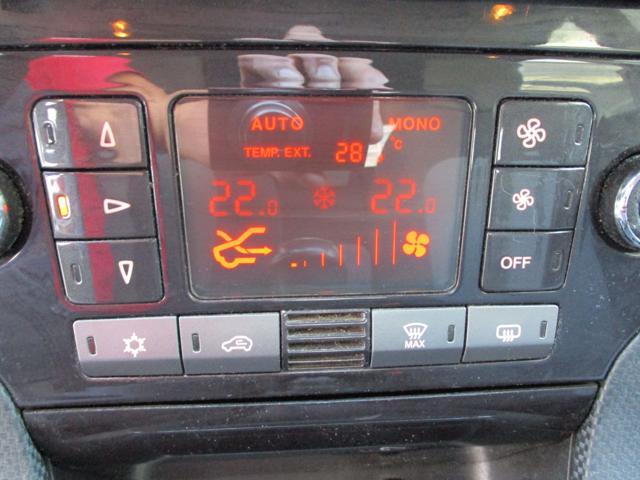 AUTO MONO
TEMP. EXT. 28 °C
22.0 22.0
OFF
MAX